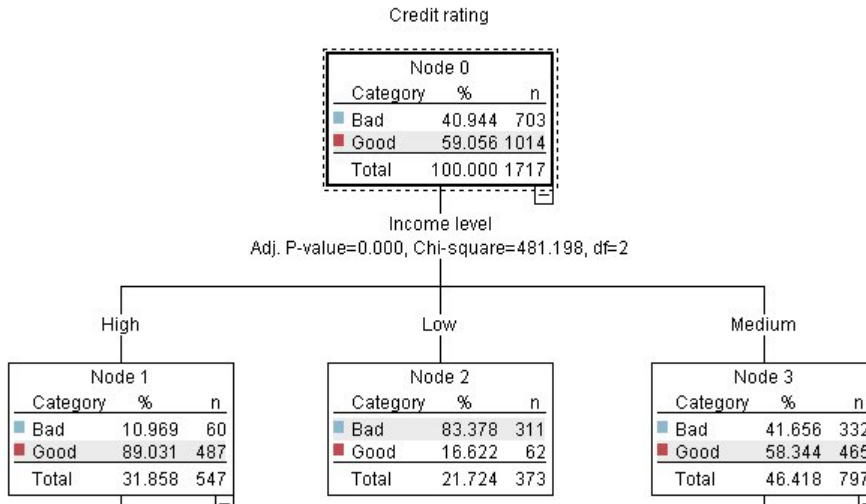 Credit rating
Node 0
Category % n
Bad 40.944 703
Good 59.056 1014
Total 100.000 1717
Income level
Adj. P-value=0.000, Chi-square=481.198, df=2
High
Low
Medium
Node 1
Category % n
Bad 10.969 60
Good 89.031 487
Total 31.858 547
Node 2
Category % n
Bad 83.378 311
Good 16.622 62
Total 21.724 373
Node 3
Category % n
Bad 41.656 332
Good 58.344 465
Total 46.418 797